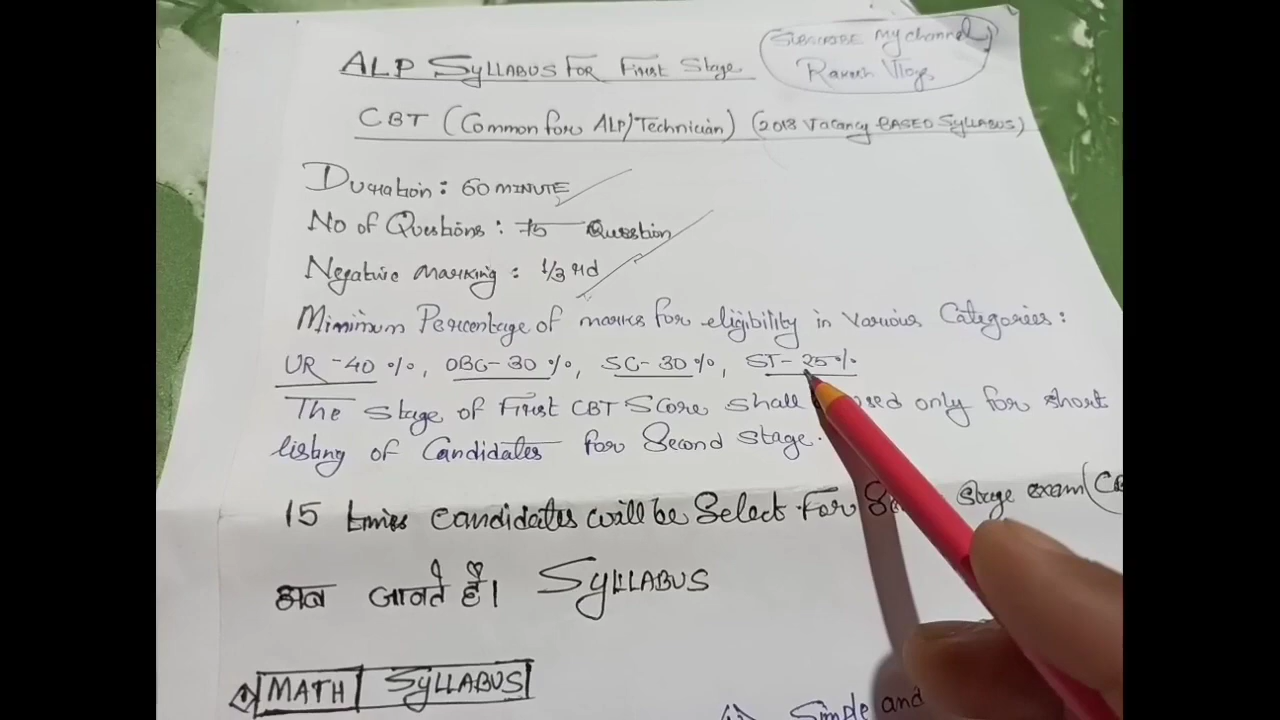 ALP SYLLABUS FOR First Stage
SUBSCRIBE My channel
Vlogs
CBT (Common for ALP/Technician) (2018 Vacancy BASED SYLLABUS)
Duration: 60 MINUTE
No of Questions: 75 Question
Negative marking: 1/3 rd
Minimum Percentage of marks for eligibility in Various Categories:
UR - 40 %, OBC - 30 %, SC - 30 %, ST - 25 %
The Stage of First CBT Score shall used only for short
listing of Candidates for Second stage.
15 times candidates will be Select For stage exam (
अब जानते है। SYLLABUS
MATH SYLLABUS
Simple and